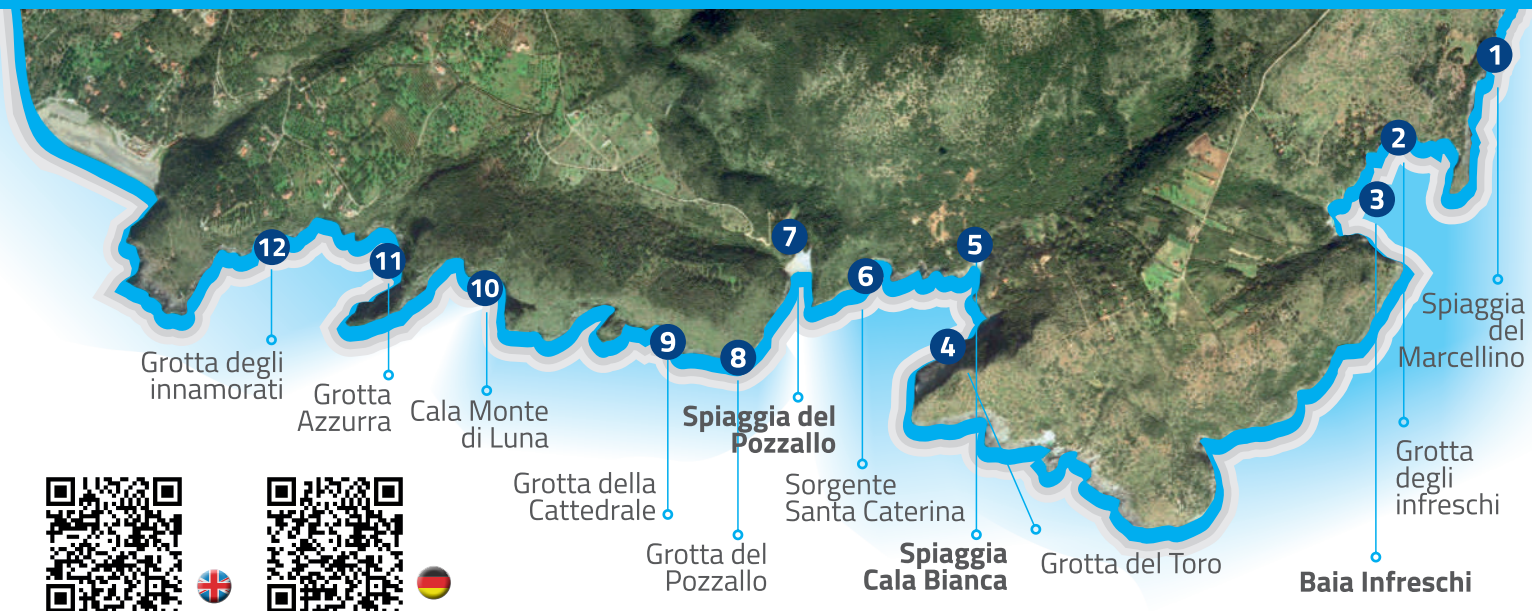 1
2
3
4
5
6
7
8
9
10
11
12
Spiaggia
del
Marcellino
Grotta
degli
infreschi
Baia Infreschi
Grotta del Toro
Spiaggia
Cala Bianca
Sorgente
Santa Caterina
Spiaggia del
Pozzallo
Grotta del
Pozzallo
Grotta della
Cattedrale
Cala Monte
di Luna
Grotta
Azzurra
Grotta degli
innamorati